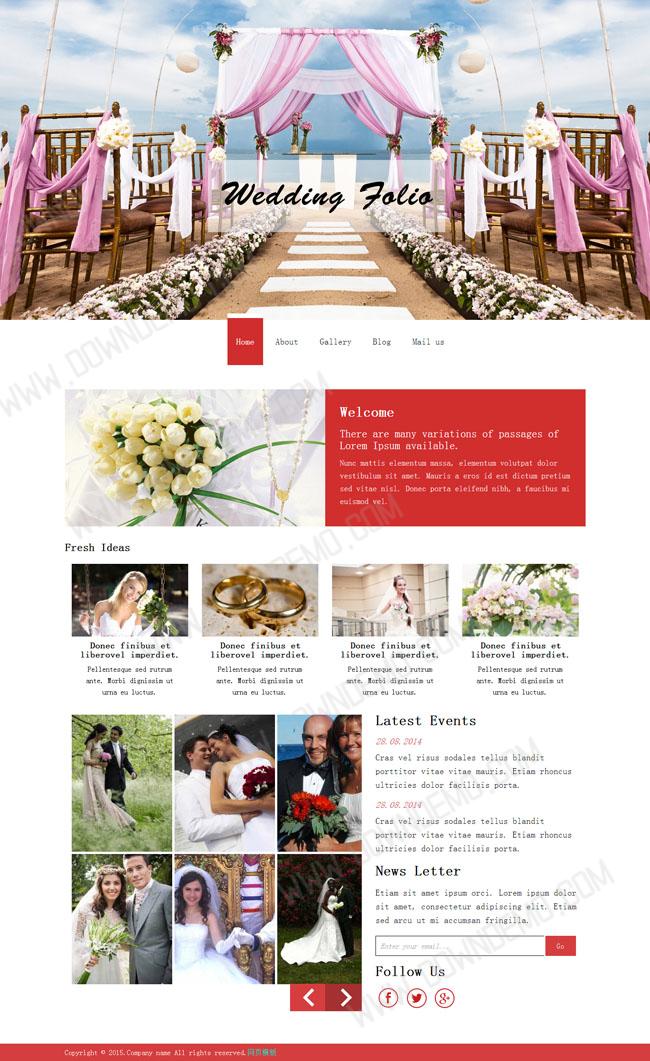 Wedding Folio
Home About Gallery Blog Mail us
Welcome
There are many variations of passages of
Lorem Ipsum available.
Nunc mattis elementum massa, elementum volutpat dolor
vestibulum sit amet. Mauris a eros id est dictum pretium
sed vitae nisl. Donec porta eleifend nibh, a faucibus mi
euismod vel.
Fresh Ideas
Donec finibus et
liberovel imperdiet.
Pellentesque sed rutrum
ante. Morbi dignissim ut
urna eu luctus.
Donec finibus et
liberovel imperdiet.
Pellentesque sed rutrum
ante. Morbi dignissim ut
urna eu luctus.
Donec finibus et
liberovel imperdiet.
Pellentesque sed rutrum
ante. Morbi dignissim ut
urna eu luctus.
Donec finibus et
liberovel imperdiet.
Pellentesque sed rutrum
ante. Morbi dignissim ut
urna eu luctus.
Latest Events
28.08.2014
Cras vel risus sodales tellus blandit
porttitor vitae vitae mauris. Etiam rhoncus
ultricies dolor facilisis porta.
28.08.2014
Cras vel risus sodales tellus blandit
porttitor vitae vitae mauris. Etiam rhoncus
ultricies dolor facilisis porta.
News Letter
Etiam sit amet ipsum orci. Lorem ipsum dolor
sit amet, consectetur adipiscing elit. Etiam
sed arcu ut mi accumsan fringilla.
Enter your email... Go
Follow Us
Copyright © 2015.Company name All rights reserved.网页模板
WWW.DOWNDEMO.COM